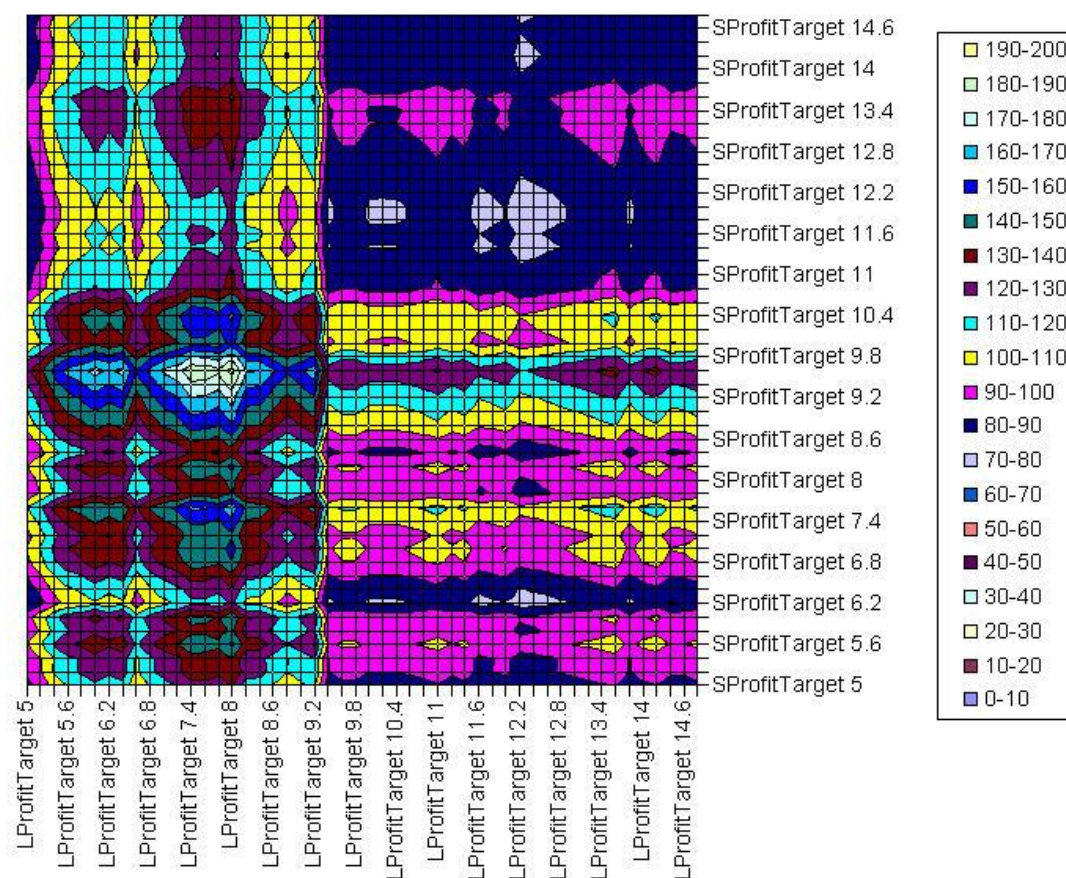 SProfitTarget 14.6
SProfitTarget 14
SProfitTarget 13.4
SProfitTarget 12.8
SProfitTarget 12.2
SProfitTarget 11.6
SProfitTarget 11
SProfitTarget 10.4
SProfitTarget 9.8
SProfitTarget 9.2
SProfitTarget 8.6
SProfitTarget 8
SProfitTarget 7.4
SProfitTarget 6.8
SProfitTarget 6.2
SProfitTarget 5.6
SProfitTarget 5
LProfitTarget 5
LProfitTarget 5.6
LProfitTarget 6.2
LProfitTarget 6.8
LProfitTarget 7.4
LProfitTarget 8
LProfitTarget 8.6
LProfitTarget 9.2
LProfitTarget 9.8
LProfitTarget 10.4
LProfitTarget 11
LProfitTarget 11.6
LProfitTarget 12.2
LProfitTarget 12.8
LProfitTarget 13.4
LProfitTarget 14
LProfitTarget 14.6
190-200
180-190
170-180
160-170
150-160
140-150
130-140
120-130
110-120
100-110
90-100
80-90
70-80
60-70
50-60
40-50
30-40
20-30
10-20
0-10